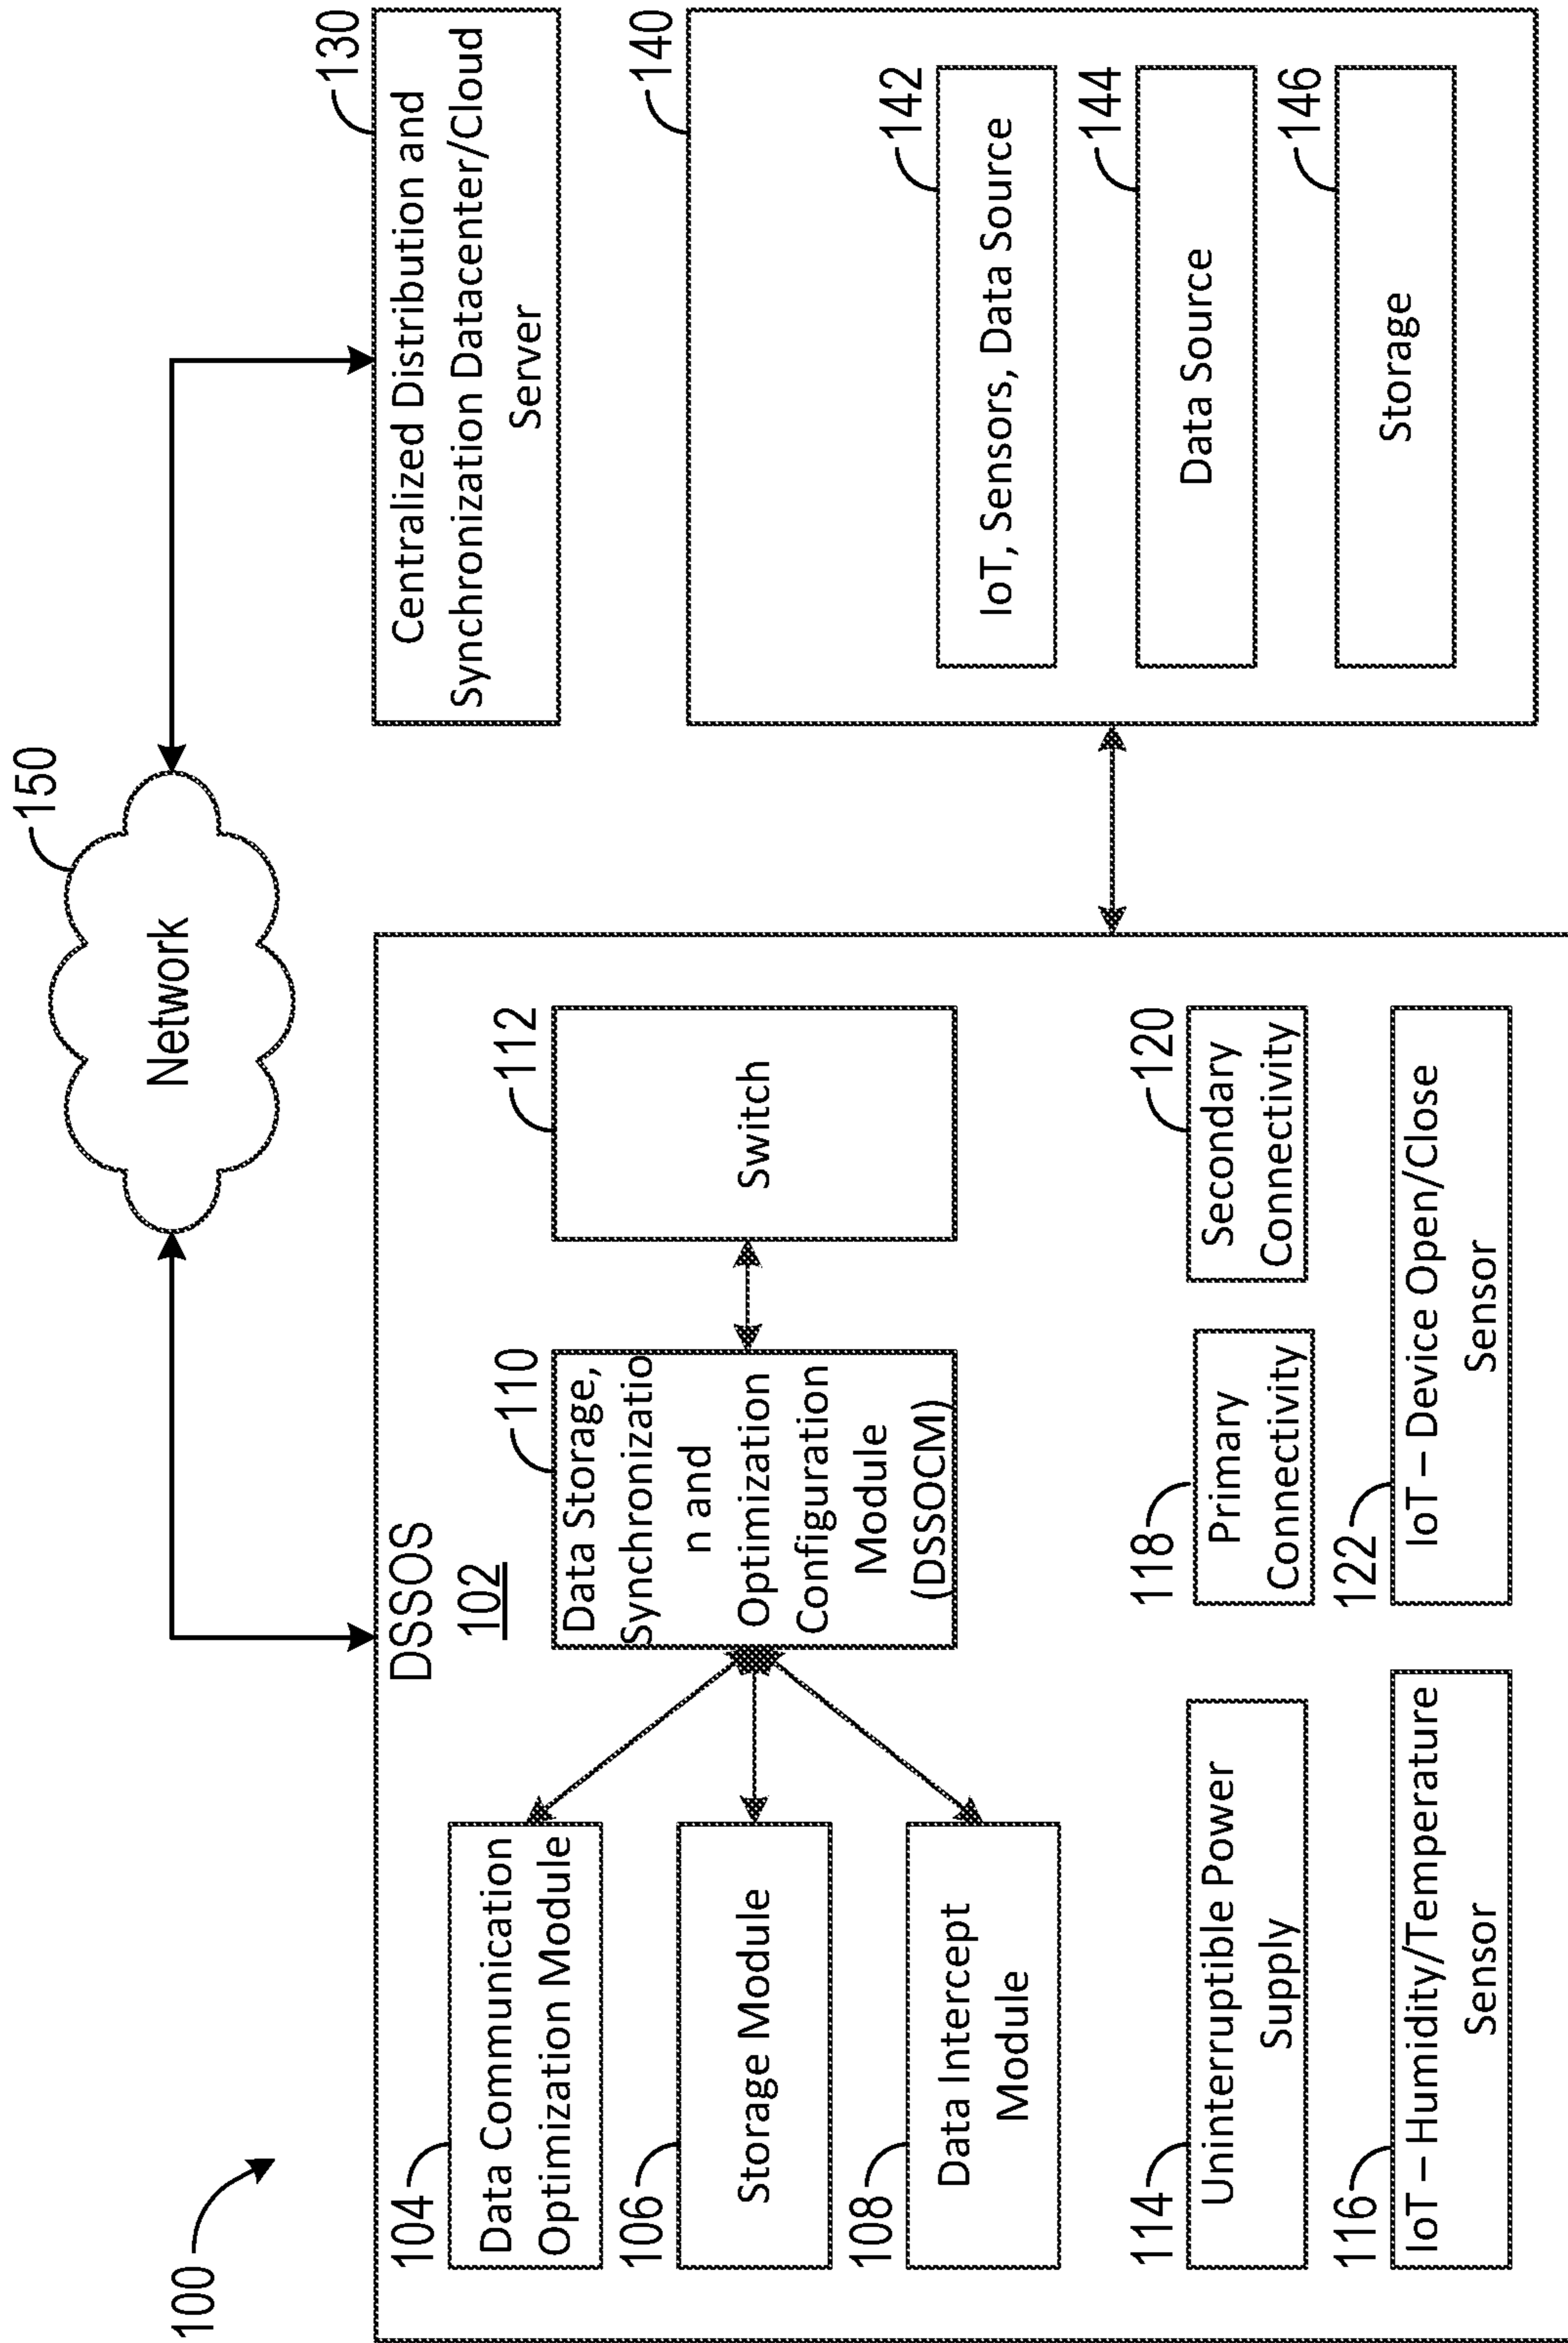 100
150
Network
130
Centralized Distribution and
Synchronization Datacenter/Cloud
Server
DSSOS
102
104
Data Communication
Optimization Module
106
Storage Module
108
Data Intercept
Module
110
Data Storage,
Synchronizatio
n and
Optimization
Configuration
Module
(DSSOCM)
112
Switch
114
Uninterruptible Power
Supply
118
Primary
Connectivity
120
Secondary
Connectivity
116
IoT – Humidity/Temperature
Sensor
122
IoT – Device Open/Close
Sensor
140
142
IoT, Sensors, Data Source
144
Data Source
146
Storage